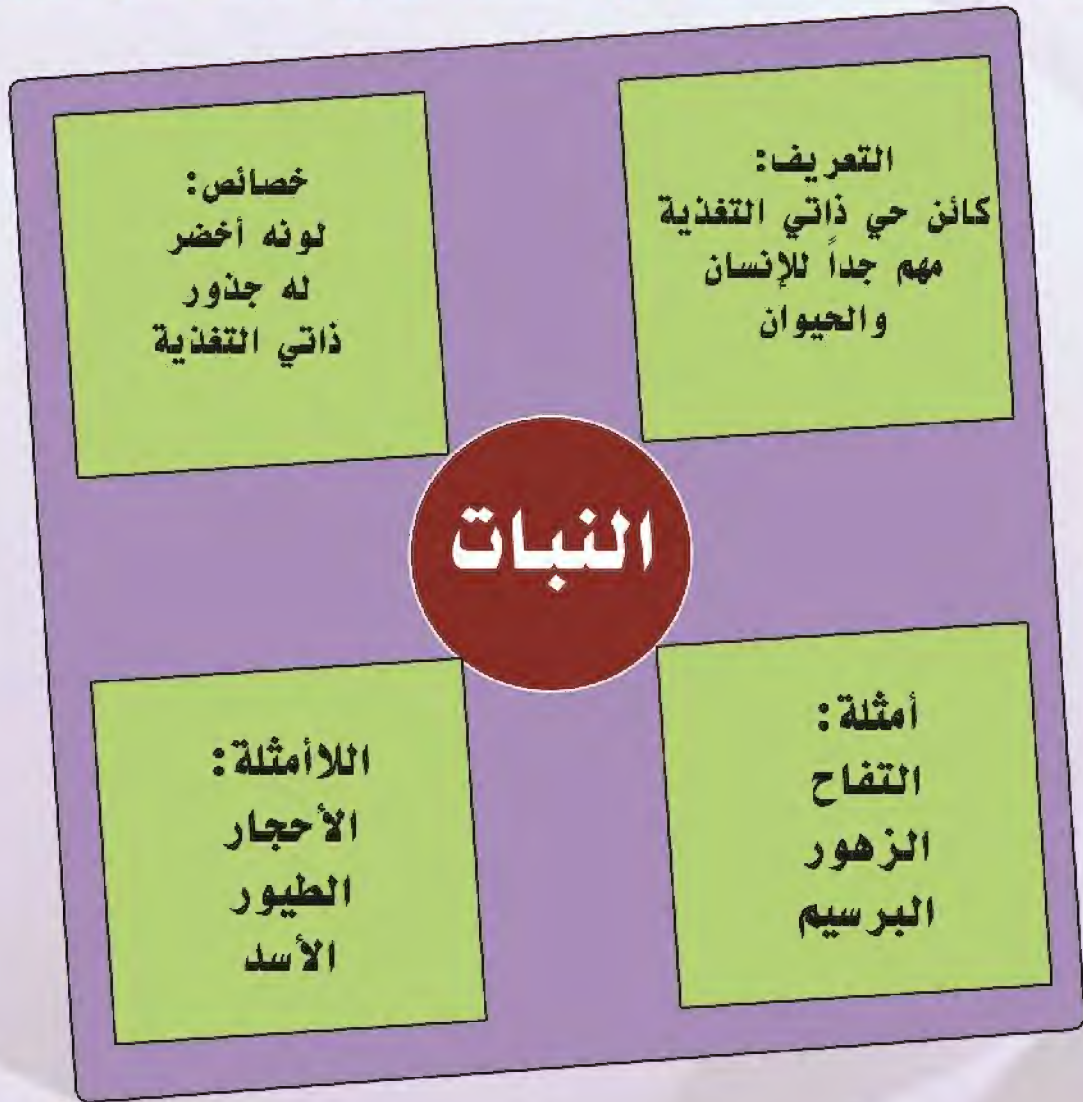 التعريف:
كائن حي ذاتي التغذية
مهم جداً للإنسان
والحيوان
خصائص:
لونه أخضر
له جذور
ذاتي التغذية
النبات
أمثلة:
التفاح
الزهور
البرسيم
اللاأمثلة:
الأحجار
الطيور
الأسد